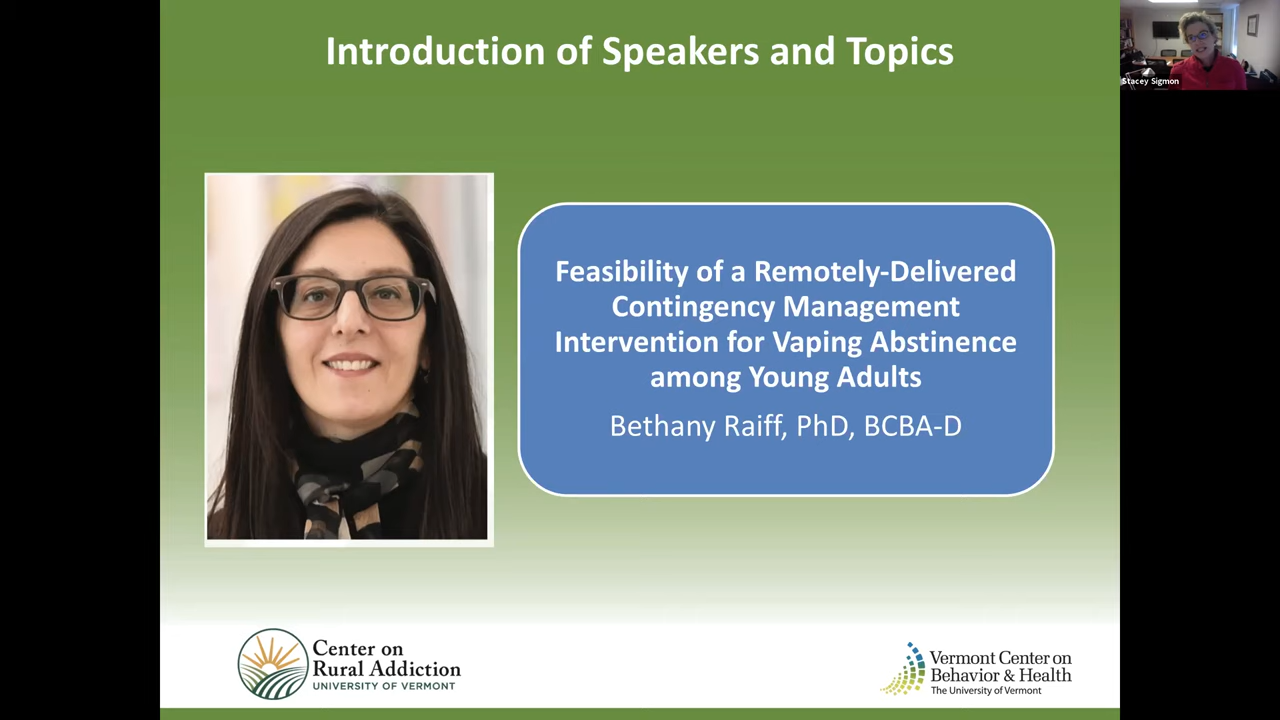 Introduction of Speakers and Topics
Stacey Sigmon
Feasibility of a Remotely-Delivered
Contingency Management
Intervention for Vaping Abstinence
among Young Adults
Bethany Raiff, PhD, BCBA-D
Center on
Rural Addiction
UNIVERSITY OF VERMONT
Vermont Center on
Behavior & Health
The University of Vermont